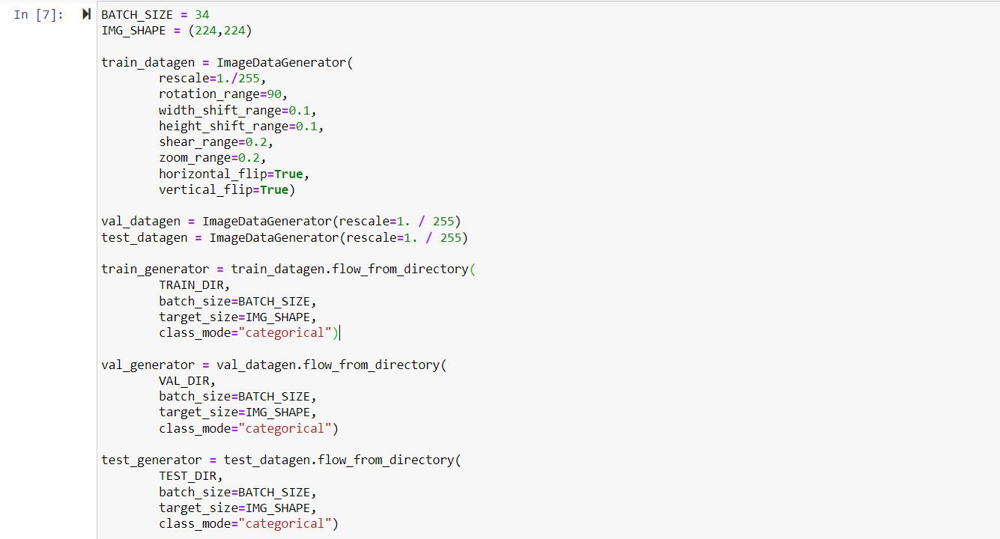 In [7]:
BATCH_SIZE = 34
IMG_SHAPE = (224,224)
train_datagen = ImageDataGenerator(
rescale=1./255,
rotation_range=90,
width_shift_range=0.1,
height_shift_range=0.1,
shear_range=0.2,
zoom_range=0.2,
horizontal_flip=True,
vertical_flip=True)
val_datagen = ImageDataGenerator(rescale=1. / 255)
test_datagen = ImageDataGenerator(rescale=1. / 255)
train_generator = train_datagen.flow_from_directory(
TRAIN_DIR,
batch_size=BATCH_SIZE,
target_size=IMG_SHAPE,
class_mode="categorical")
val_generator = val_datagen.flow_from_directory(
VAL_DIR,
batch_size=BATCH_SIZE,
target_size=IMG_SHAPE,
class_mode="categorical")
test_generator = test_datagen.flow_from_directory(
TEST_DIR,
batch_size=BATCH_SIZE,
target_size=IMG_SHAPE,
class_mode="categorical")